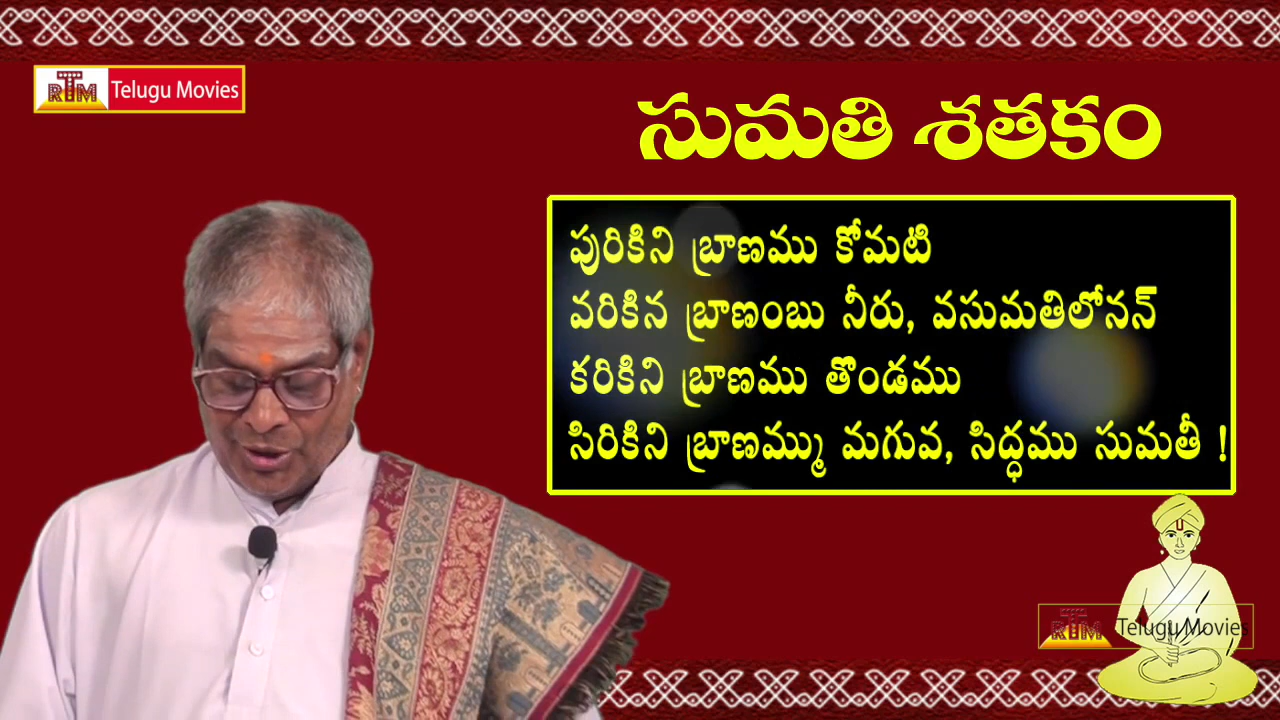 RTM Telugu Movies
సుమతి శతకం
పురికిని బ్రాణము కోమటి
వరికిన బ్రాణంబు నీరు, వసుమతిలోనన్
కరికిని బ్రాణము తొండము
సిరికిని బ్రాణమ్ము మగువ, సిద్ధము సుమతీ !
RTM Telugu Movies